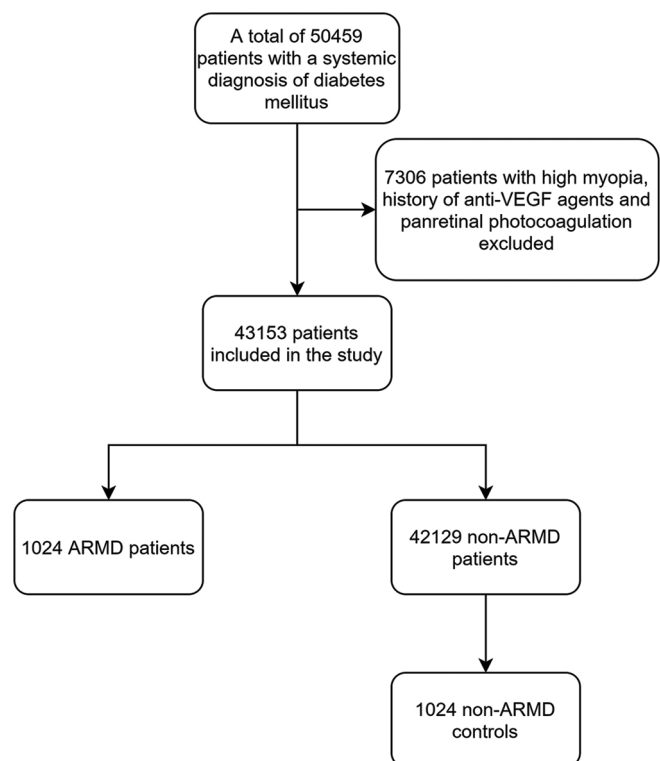 A total of 50459
patients with a systemic
diagnosis of diabetes
mellitus
7306 patients with high myopia,
history of anti-VEGF agents and
panretinal photocoagulation
excluded
43153 patients
included in the study
1024 ARMD patients
42129 non-ARMD
patients
1024 non-ARMD
controls